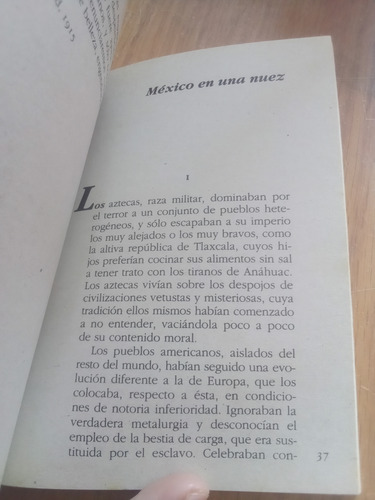 1915
México en una nuez
I
Los aztecas, raza militar, dominaban por
el terror a un conjunto de pueblos hete-
rogéneos, y sólo escapaban a su imperio
los muy alejados o los muy bravos, como
la altiva república de Tlaxcala, cuyos hi-
jos preferían cocinar sus alimentos sin sal
a tener trato con los tiranos de Anáhuac.
Los aztecas vivían sobre los despojos de
civilizaciones vetustas y misteriosas, cuya
tradición ellos mismos habían comenzado
a no entender, vaciándola poco a poco
de su contenido moral.
Los pueblos americanos, aislados del
resto del mundo, habían seguido una evo-
lución diferente a la de Europa, que los
colocaba, respecto a ésta, en condicio-
nes de notoria inferioridad. Ignoraban la
verdadera metalurgia y desconocían el
empleo de la bestia de carga, que era sus-
tituida por el esclavo. Celebraban con-
37